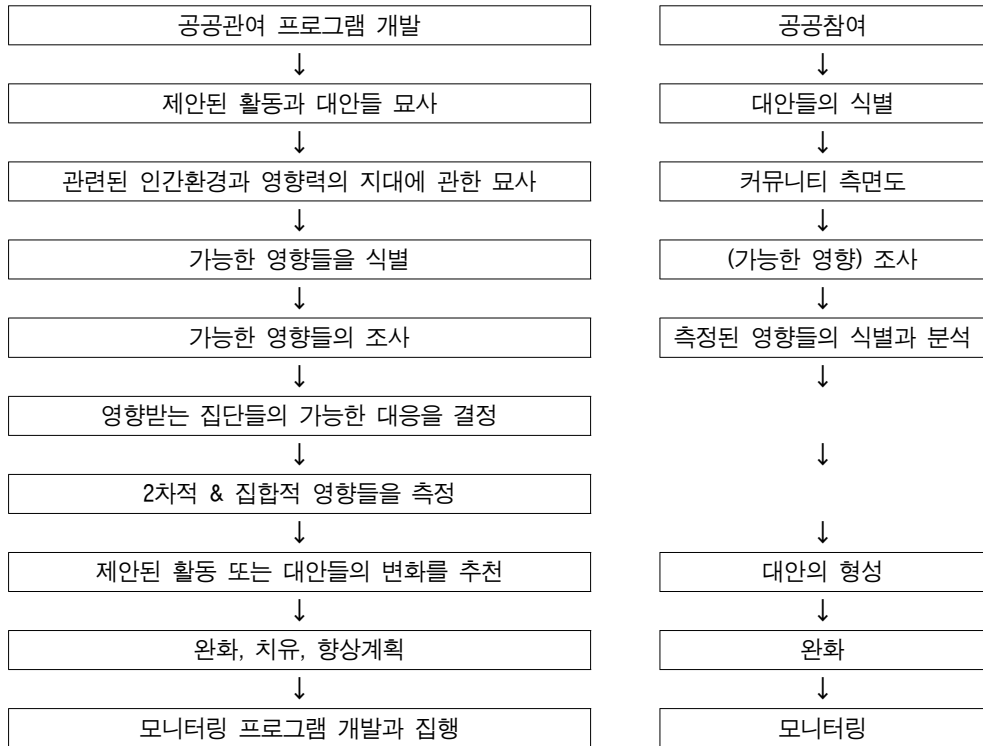 공공관여 프로그램 개발
공공참여
↓
↓
제안된 활동과 대안들 묘사
대안들의 식별
↓
↓
관련된 인간환경과 영향력의 지대에 관한 묘사
커뮤니티 측면도
↓
↓
가능한 영향들을 식별
(가능한 영향) 조사
↓
↓
가능한 영향들의 조사
측정된 영향들의 식별과 분석
↓
↓
영향받는 집단들의 가능한 대응을 결정
↓
↓
2차적 & 집합적 영향들을 측정
↓
↓
제안된 활동 또는 대안들의 변화를 추천
대안의 형성
↓
↓
완화, 치유, 향상계획
완화
↓
↓
모니터링 프로그램 개발과 집행
모니터링